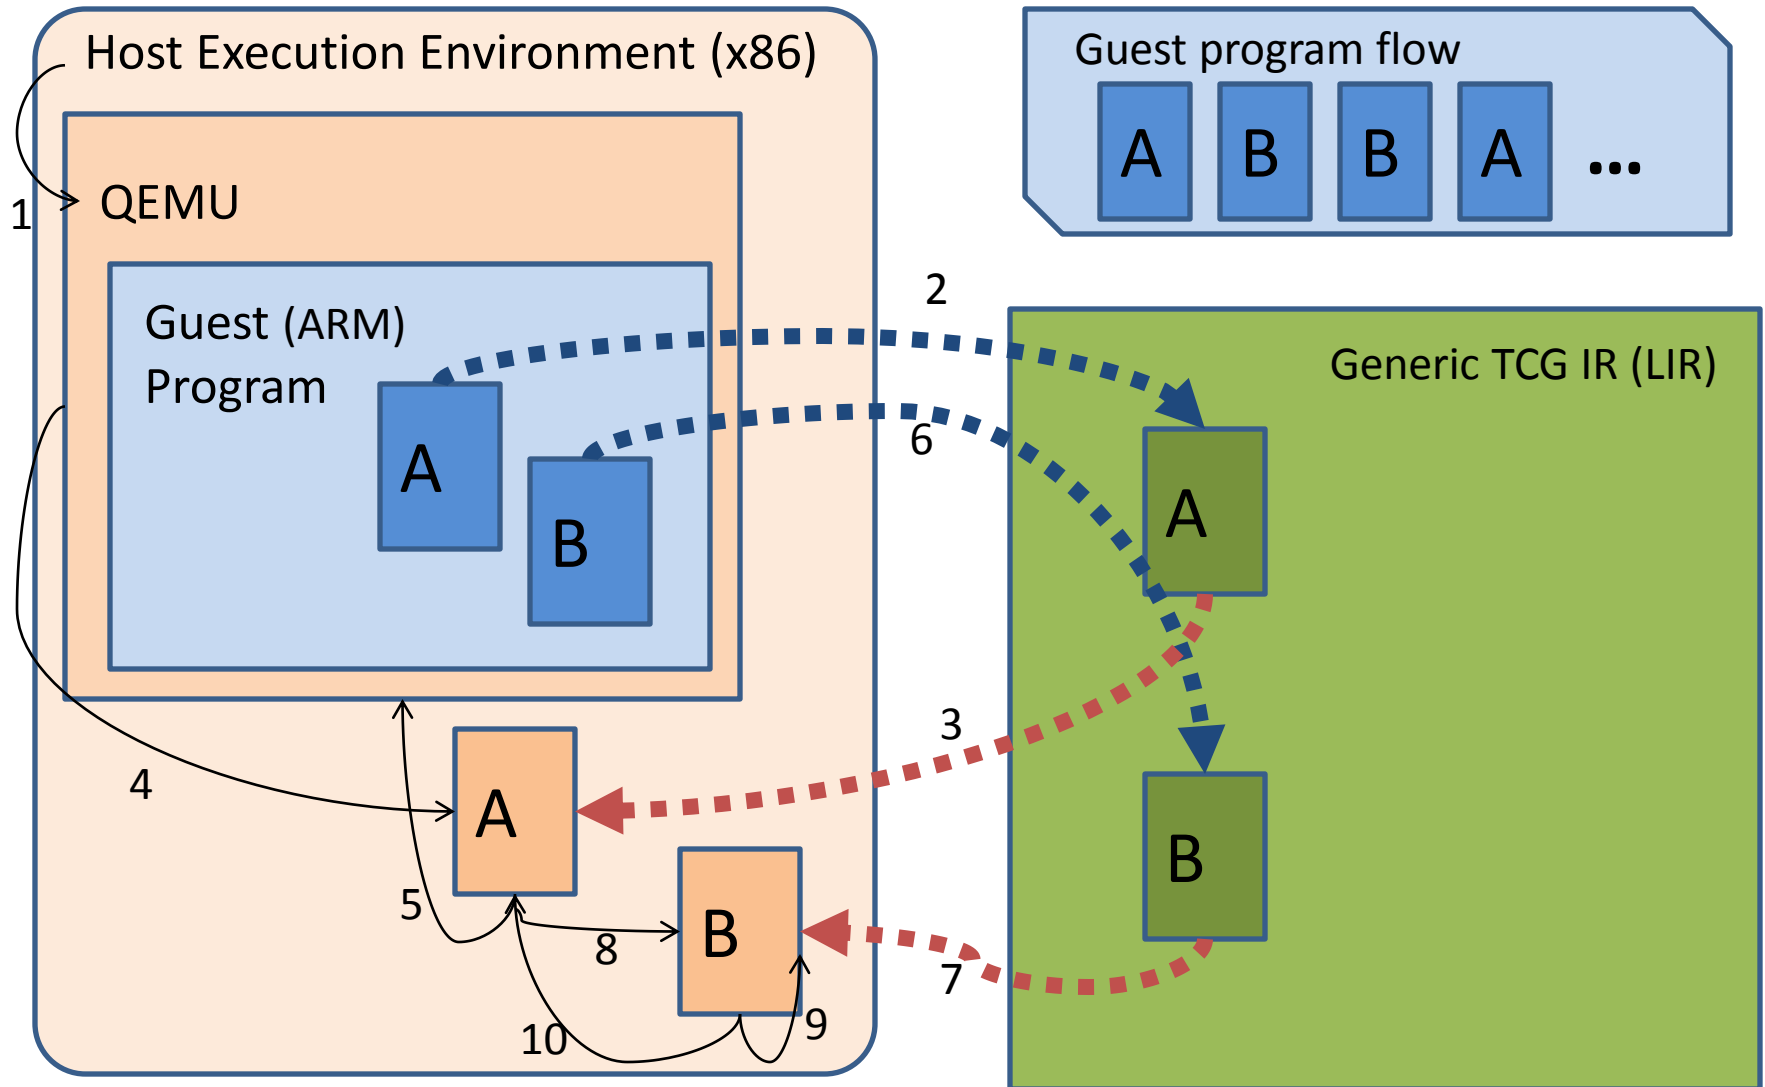 Host Execution Environment (x86)
1
QEMU
Guest (ARM)
Program
A
B
4
A
5
8
B
10
9
Guest program flow
A B B A ...
2
6
3
7
Generic TCG IR (LIR)
A
B